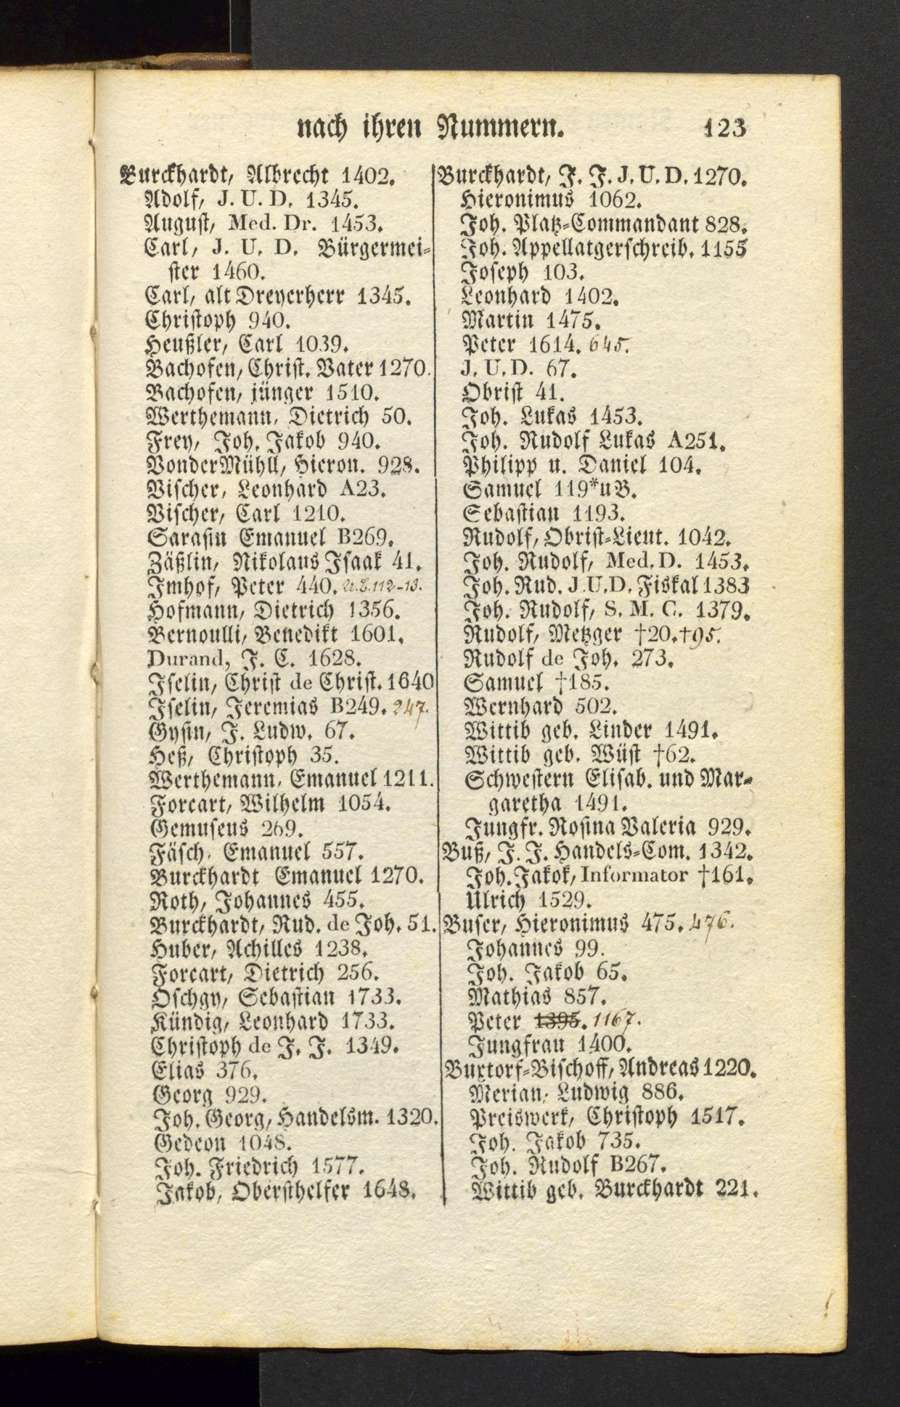 nach ihren Nummern. 123
Burckhardt, Albrecht 1402.
Adolf, J. U. D. 1345.
August, Med. Dr. 1453.
Carl, J. U. D. Bürgermei-
ster 1460.
Carl, alt Dreyerherr 1345.
Christoph 940.
Heußler, Carl 1039.
Bachofen, Christ. Vater 1270.
Bachofen, jünger 1510.
Werthemann, Dietrich 50.
Frey, Joh. Jakob 940.
VonderMühll, Hieron. 928.
Vischer, Leonhard A23.
Vischer, Carl 1210.
Sarasin Emanuel B269.
Zäßlin, Nikolaus Isaak 41.
Imhof, Peter 440.
Hofmann, Dietrich 1356.
Bernoulli, Benedikt 1601.
Durand, J. C. 1628.
Iselin, Christ de Christ. 1640
Iselin, Jeremias B249. 247.
Gysin, J. Ludw. 67.
Heß, Christoph 35.
Werthemann, Emanuel 1211.
Forcart, Wilhelm 1054.
Gemuseus 269.
Fäsch, Emanuel 557.
Burckhardt Emanuel 1270.
Roth, Johannes 455.
Burckhardt, Rud. de Joh. 51.
Huber, Achilles 1238.
Forcart, Dietrich 256.
Oschgy, Sebastian 1733.
Kündig, Leonhard 1733.
Christoph de J. J. 1349.
Elias 376.
Georg 929.
Joh. Georg, Handelsm. 1320.
Gedeon 1048.
Joh. Friedrich 1577.
Jakob, Obersthelfer 1648.
Burckhardt, J. J. J. U. D. 1270.
Hieronimus 1062.
Joh. Platz-Commandant 828.
Joh. Appellatgerschreib. 1155
Joseph 103.
Leonhard 1402.
Martin 1475.
Peter 1614. 645.
J. U. D. 67.
Obrist 41.
Joh. Lukas 1453.
Joh. Rudolf Lukas A251.
Philipp u. Daniel 104.
Samuel 119*uB.
Sebastian 1193.
Rudolf, Obrist-Lieut. 1042.
Joh. Rudolf, Med. D. 1453.
Joh. Rud. J. U. D. Fiskal 1383
Joh. Rudolf, S. M. C. 1379.
Rudolf, Metzger †20. †95.
Rudolf de Joh. 273.
Samuel †185.
Wernhard 502.
Wittib geb. Linder 1491.
Wittib geb. Wüst †62.
Schwestern Elisab. und Mar-
garetha 1491.
Jungfr. Rosina Valeria 929.
Buß, J. J. Handels-Com. 1342.
Joh. Jakok, Informator †161.
Ulrich 1529.
Buser, Hieronimus 475. 476.
Johannes 99.
Joh. Jakob 65.
Mathias 857.
Peter 1395. 1167.
Jungfrau 1400.
Buxtorf-Bischoff, Andreas 1220.
Merian, Ludwig 886.
Preiswerk, Christoph 1517.
Joh. Jakob 735.
Joh. Rudolf B267.
Wittib geb. Burckhardt 221.